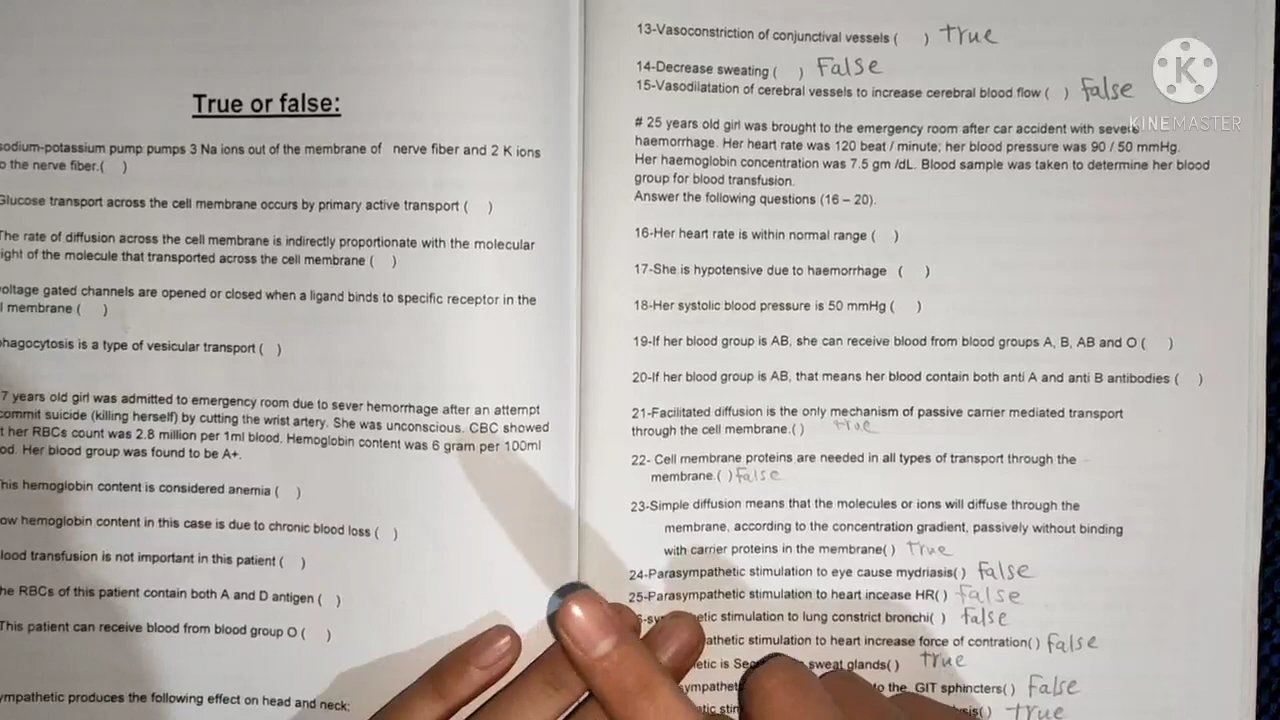 True or false:
sodium-potassium pump pumps 3 Na ions out of the membrane of nerve fiber and 2 K ions
o the nerve fiber.( )
Glucose transport across the cell membrane occurs by primary active transport ( )
The rate of diffusion across the cell membrane is indirectly proportionate with the molecular
ight of the molecule that transported across the cell membrane ( )
voltage gated channels are opened or closed when a ligand binds to specific receptor in the
l membrane ( )
phagocytosis is a type of vesicular transport ( )
7 years old girl was admitted to emergency room due to sever hemorrhage after an attempt
commit suicide (killing herself) by cutting the wrist artery. She was unconscious. CBC showed
t her RBCs count was 2.8 million per 1ml blood. Hemoglobin content was 6 gram per 100ml
od. Her blood group was found to be A+.
This hemoglobin content is considered anemia ( )
ow hemoglobin content in this case is due to chronic blood loss ( )
lood transfusion is not important in this patient ( )
he RBCs of this patient contain both A and D antigen ( )
This patient can receive blood from blood group O ( )
ympathetic produces the following effect on head and neck:
13-Vasoconstriction of conjunctival vessels ( ) True
14-Decrease sweating ( ) False
15-Vasodilatation of cerebral vessels to increase cerebral blood flow ( ) False
# 25 years old girl was brought to the emergency room after car accident with severe
haemorrhage. Her heart rate was 120 beat / minute; her blood pressure was 90 / 50 mmHg.
Her haemoglobin concentration was 7.5 gm /dL. Blood sample was taken to determine her blood
group for blood transfusion.
Answer the following questions (16 – 20).
16-Her heart rate is within normal range ( )
17-She is hypotensive due to haemorrhage ( )
18-Her systolic blood pressure is 50 mmHg ( )
19-If her blood group is AB, she can receive blood from blood groups A, B, AB and O ( )
20-If her blood group is AB, that means her blood contain both anti A and anti B antibodies ( )
21-Facilitated diffusion is the only mechanism of passive carrier mediated transport
through the cell membrane.( ) true
22- Cell membrane proteins are needed in all types of transport through the
membrane.( ) false
23-Simple diffusion means that the molecules or ions will diffuse through the
membrane, according to the concentration gradient, passively without binding
with carrier proteins in the membrane( ) true
24-Parasympathetic stimulation to eye cause mydriasis( ) False
25-Parasympathetic stimulation to heart incease HR( ) False
thetic stimulation to lung constrict bronchi( ) False
athetic stimulation to heart increase force of contration( ) False
etic is sweat glands( ) true
sympathet to the GIT sphincters( ) False
tic stim ysis( ) True
K
KINEMASTER